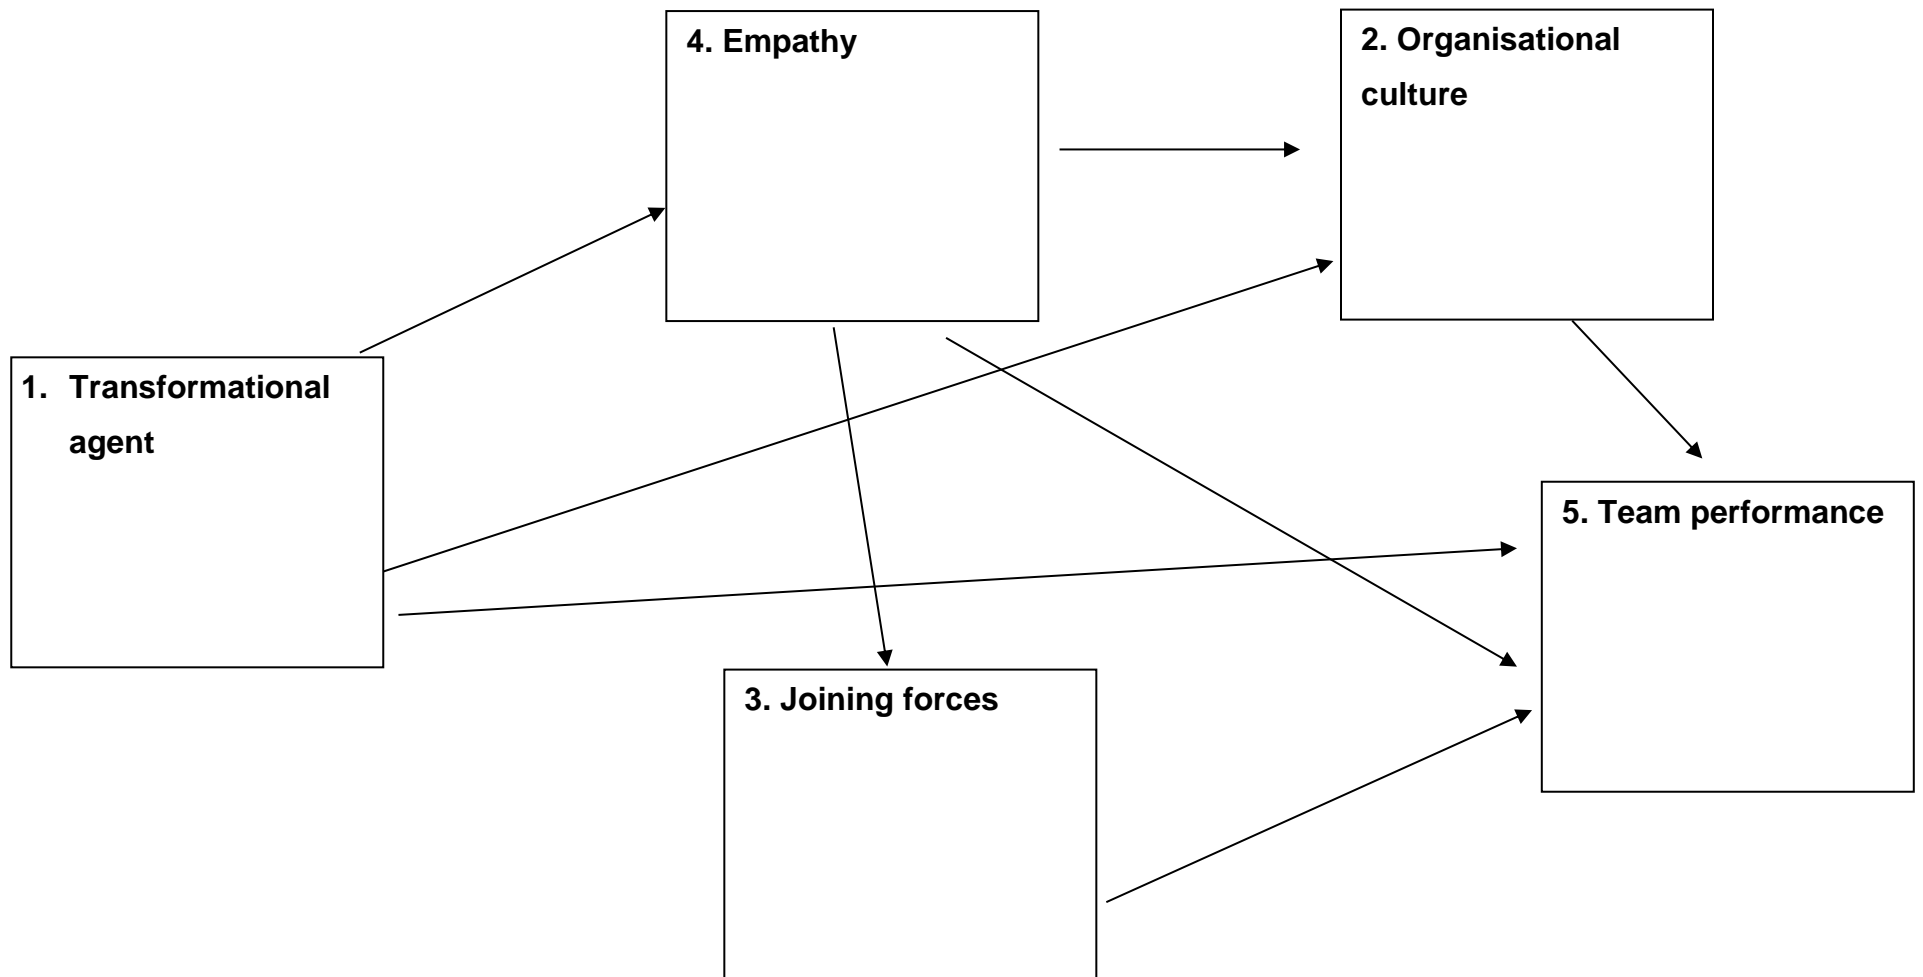 4. Empathy
2. Organisational
culture
1. Transformational
agent
5. Team performance
3. Joining forces